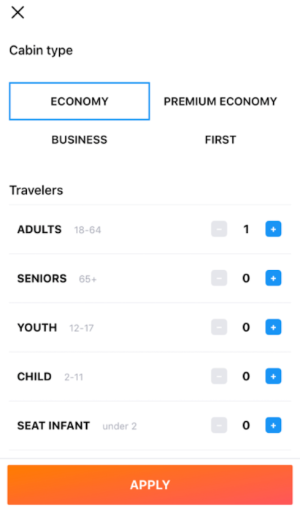 Cabin type
ECONOMY PREMIUM ECONOMY
BUSINESS FIRST
Travelers
ADULTS 18-64 - 1 +
SENIORS 65+ - 0 +
YOUTH 12-17 - 0 +
CHILD 2-11 - 0 +
SEAT INFANT under 2 - 0 +
APPLY